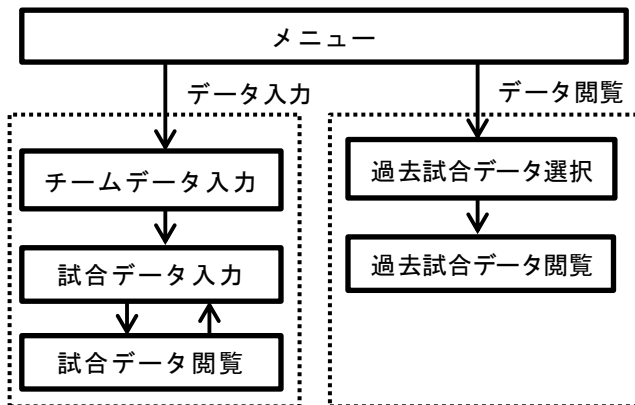 メニュー
データ入力
データ閲覧
チームデータ入力
試合データ入力
試合データ閲覧
過去試合データ選択
過去試合データ閲覧